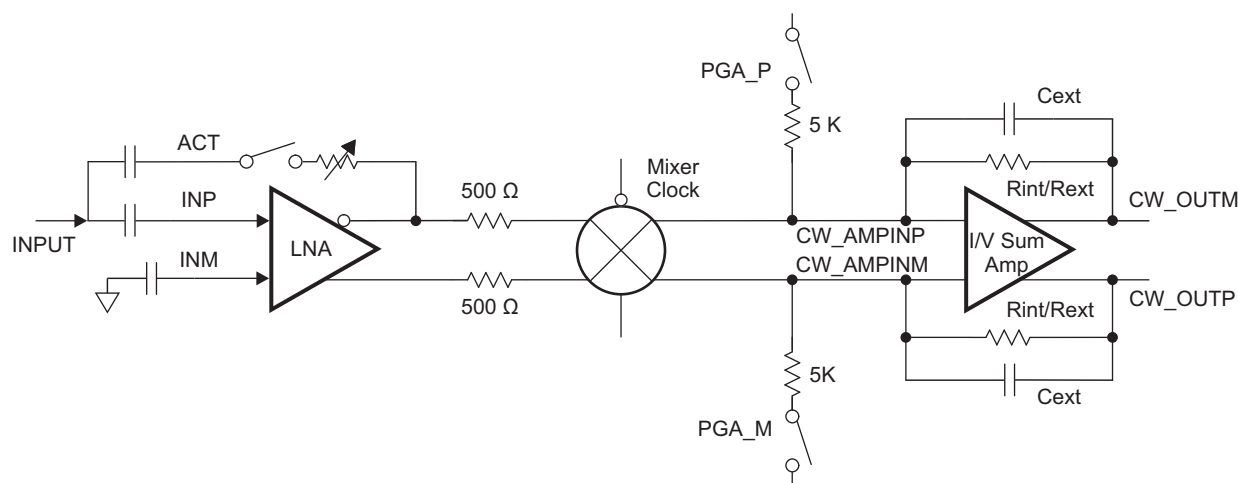 PGA_P
Cext
5 K
ACT
Mixer
Clock
500 Ω
Rint/Rext
INP
CW_OUTM
INPUT
LNA
CW_AMPINP
I/V Sum
Amp
INM
CW_AMPINM
500 Ω
Rint/Rext
CW_OUTP
5K
Cext
PGA_M